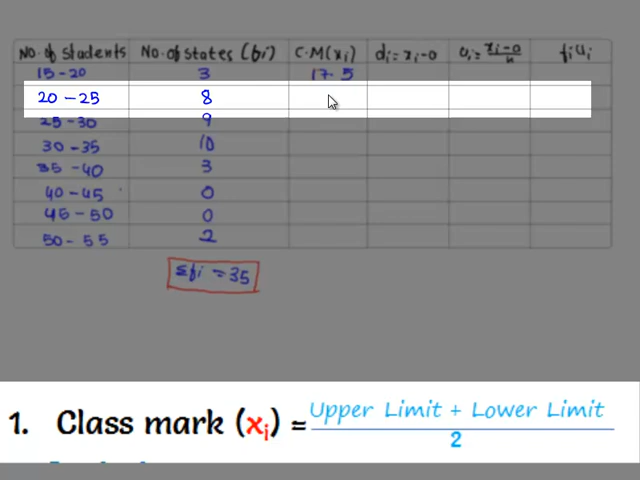 No. of students No. of states (fi) C.M(xi) di = xi - 0 ui = xi - 0 / h fiui
15 - 20 3 17.5
20 - 25 8
25 - 30 9
30 - 35 10
35 - 40 3
40 - 45 0
45 - 50 0
50 - 55 2
Σfi = 35
1. Class mark (xi) = Upper Limit + Lower Limit
2